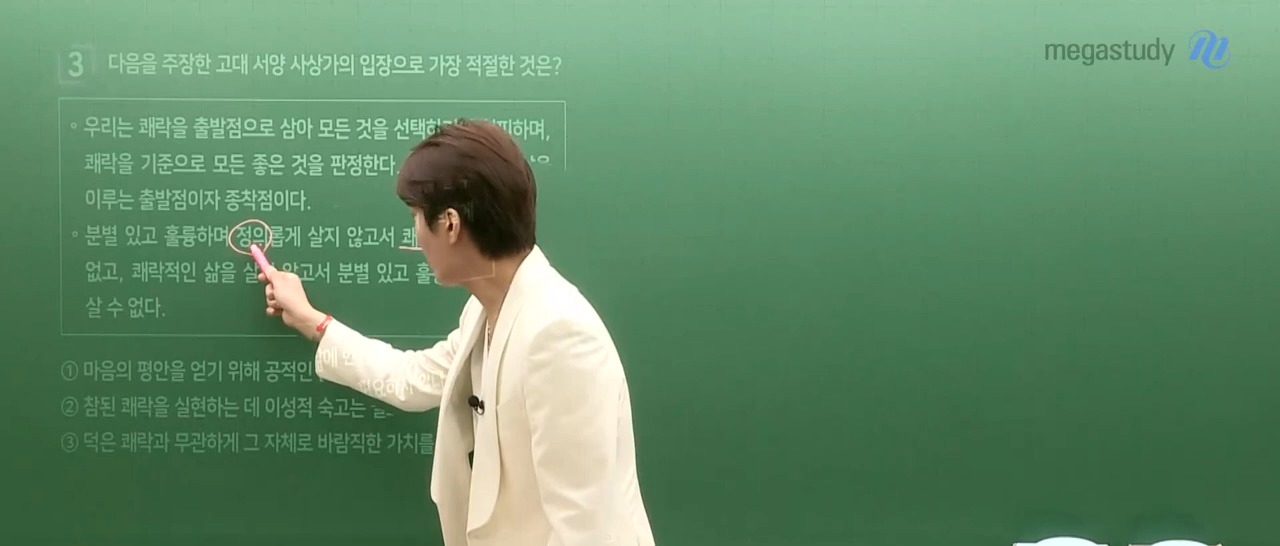 megastudy
3 다음을 주장한 고대 서양 사상가의 입장으로 가장 적절한 것은?
◦ 우리는 쾌락을 출발점으로 삼아 모든 것을
쾌락을 기준으로 모든 좋은 것을 판정한다.
이루는 출발점이자 종착점이다.
◦ 분별 있고 훌륭하며 정의롭게 살지 않고서
없고, 쾌락적인 삶을 않고서 분별 있고
살 수 없다.
① 마음의 평안을 얻기 위해 공적인
② 참된 쾌락을 실현하는 데 이성적 숙고는
③ 덕은 쾌락과 무관하게 그 자체로 바람직한 가치를